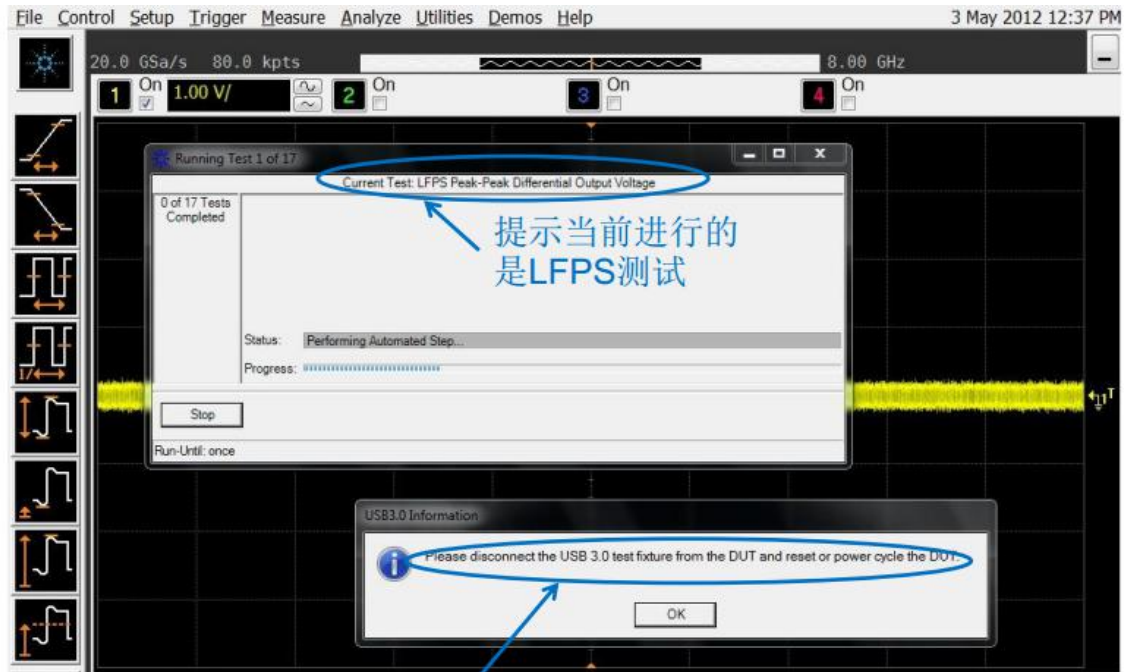 File Control Setup Trigger Measure Analyze Utilities Demos Help 3 May 2012 12:37 PM
20.0 GSa/s 80.0 kpts 8.00 GHz
1 On 1.00 V/ 2 On 3 On 4 On
Running Test 1 of 17
Current Test: LFPS Peak-Peak Differential Output Voltage
0 of 17 Tests
Completed
提示当前进行的
是LFPS测试
Status: Performing Automated Step...
Progress:
Stop
Run-Until: once
1/
T
USB3.0 Information
Please disconnect the USB 3.0 test fixture from the DUT and reset or power cycle the DUT.
OK